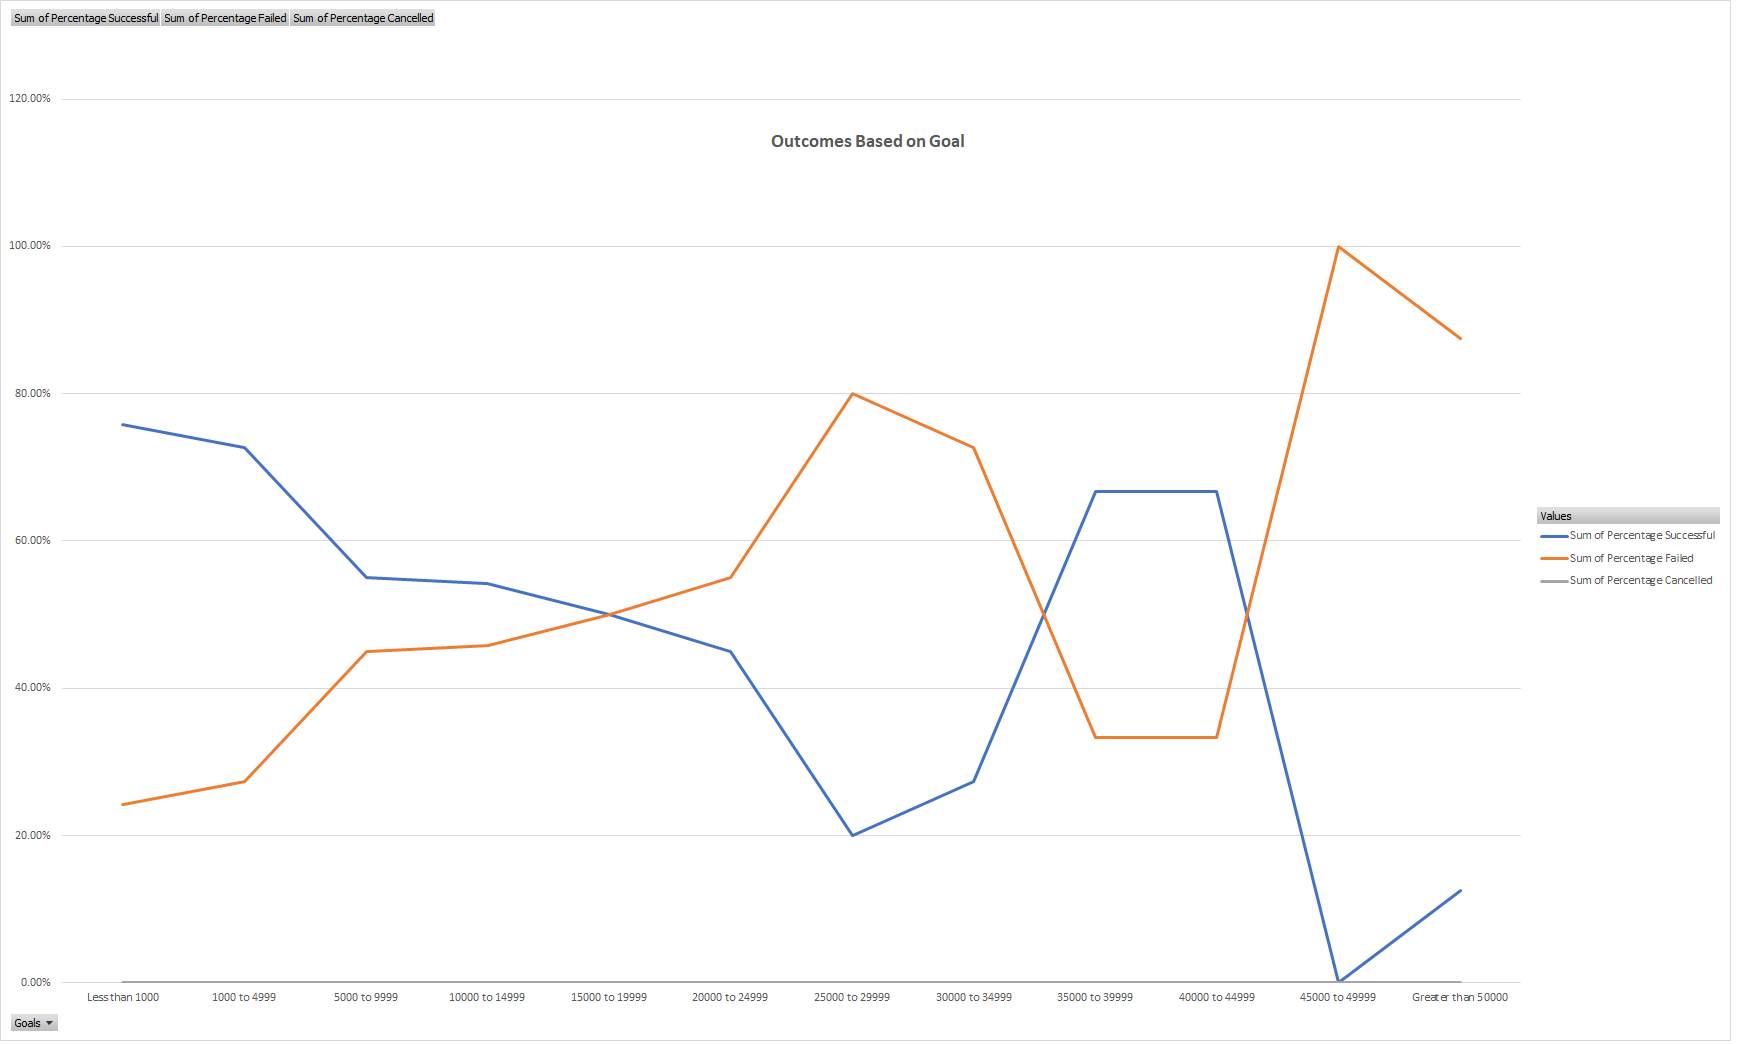 Sum of Percentage Successful Sum of Percentage Failed Sum of Percentage Cancelled
120.00%
Outcomes Based on Goal
100.00%
80.00%
60.00%
40.00%
20.00%
0.00%
Less than 1000 1000 to 4999 5000 to 9999 10000 to 14999 15000 to 19999 20000 to 24999 25000 to 29999 30000 to 34999 35000 to 39999 40000 to 44999 45000 to 49999 Greater than 50000
Values
Sum of Percentage Successful
Sum of Percentage Failed
Sum of Percentage Cancelled
Goals